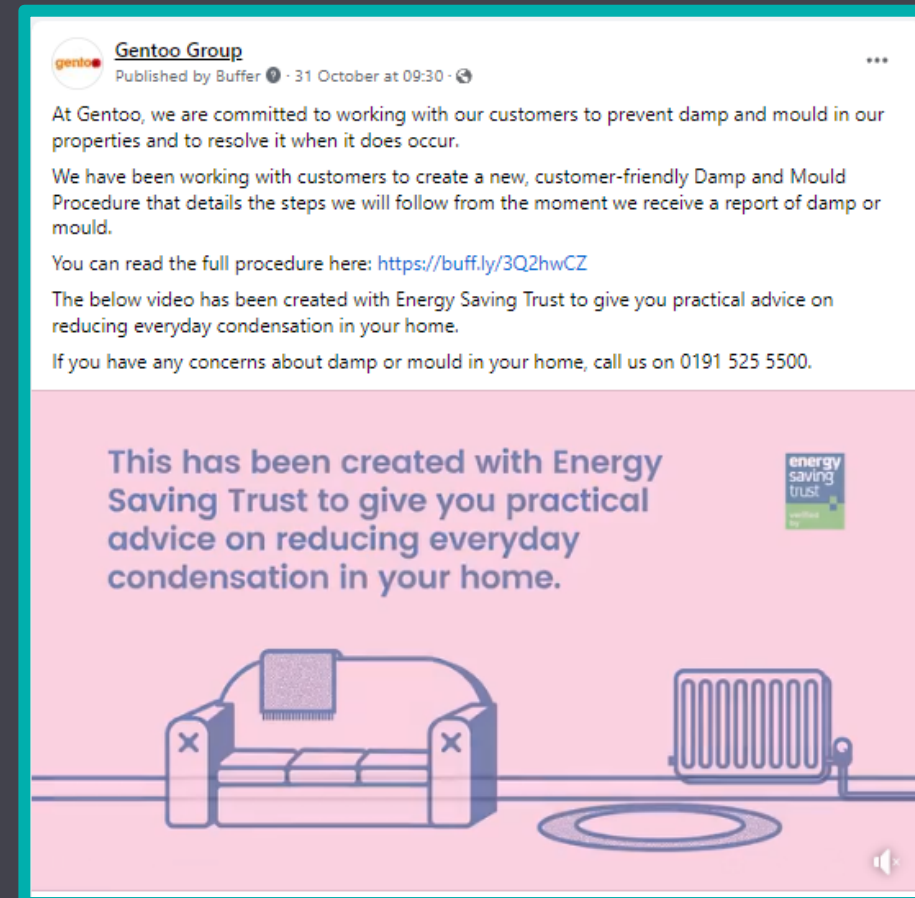 gentoo
Gentoo Group
Published by Buffer · 31 October at 09:30 ·
At Gentoo, we are committed to working with our customers to prevent damp and mould in our
properties and to resolve it when it does occur.
We have been working with customers to create a new, customer-friendly Damp and Mould
Procedure that details the steps we will follow from the moment we receive a report of damp or
mould.
You can read the full procedure here: https://buff.ly/3Q2hwCZ
The below video has been created with Energy Saving Trust to give you practical advice on
reducing everyday condensation in your home.
If you have any concerns about damp or mould in your home, call us on 0191 525 5500.
This has been created with Energy
Saving Trust to give you practical
advice on reducing everyday
condensation in your home.
energy
saving
trust
verified
by